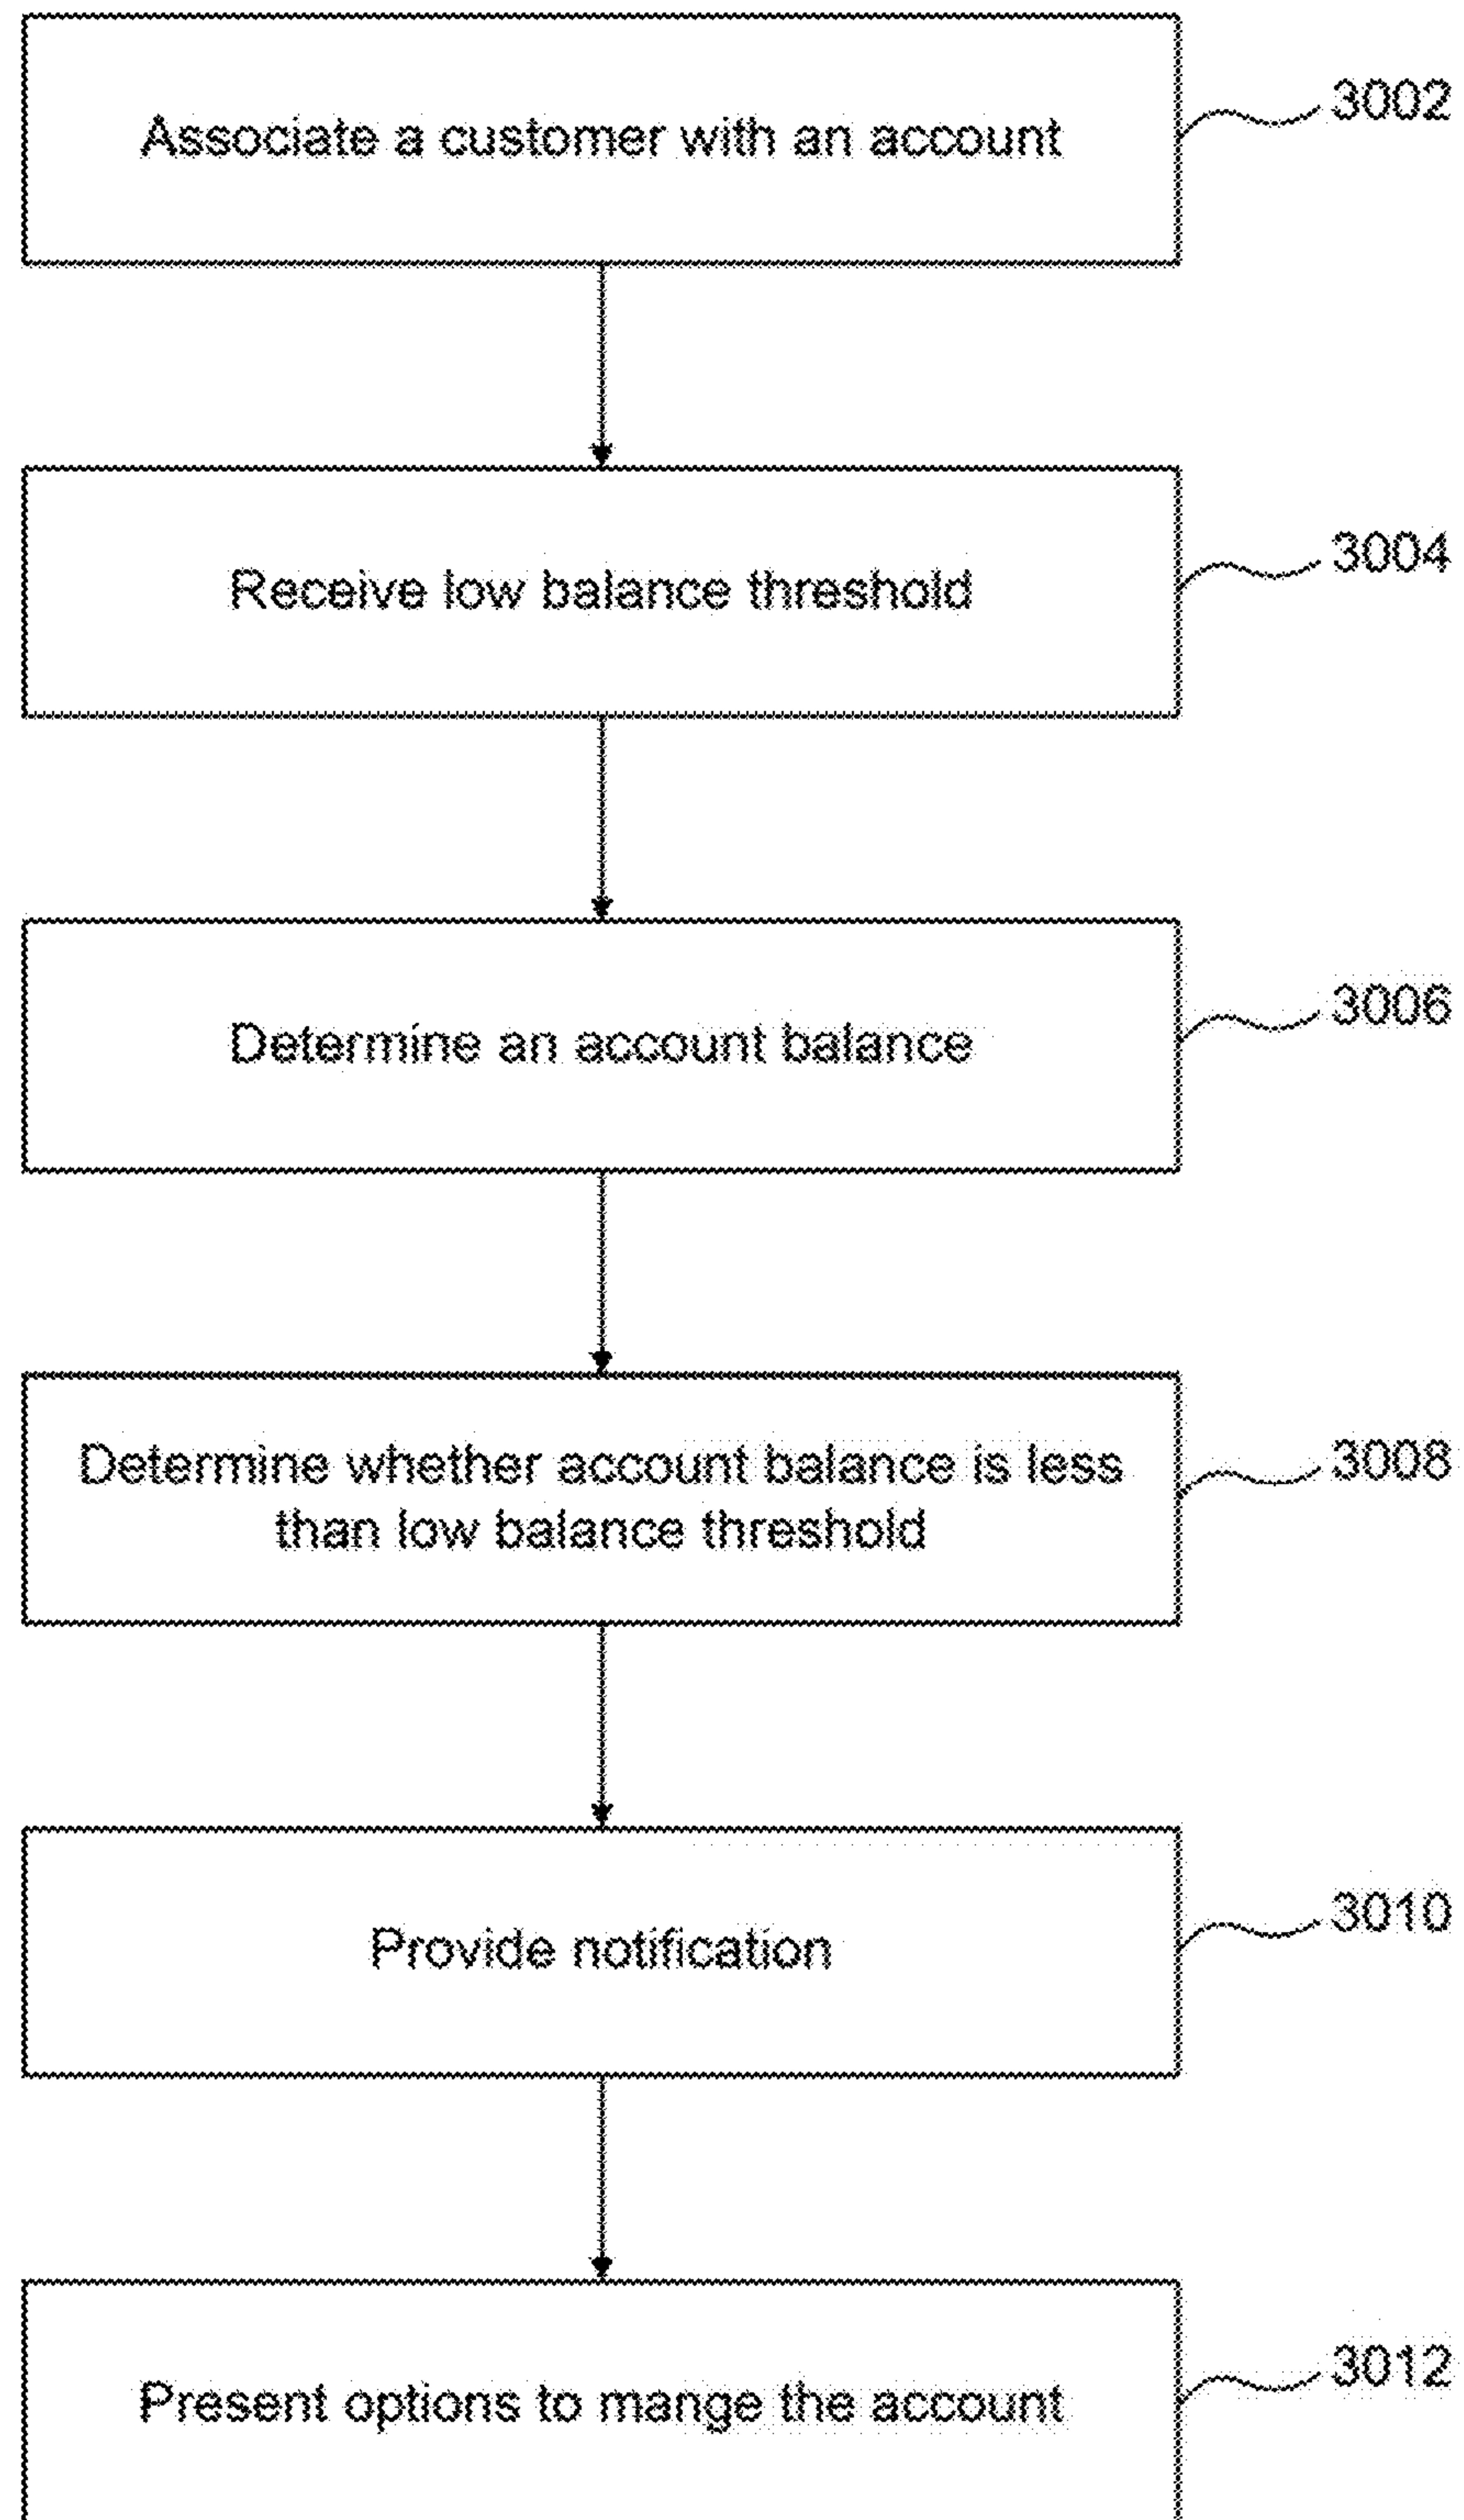 Associate a customer with an account
3002
Receive low balance threshold
3004
Determine an account balance
3006
Determine whether account balance is less
than low balance threshold
3008
Provide notification
3010
Present options to mange the account
3012